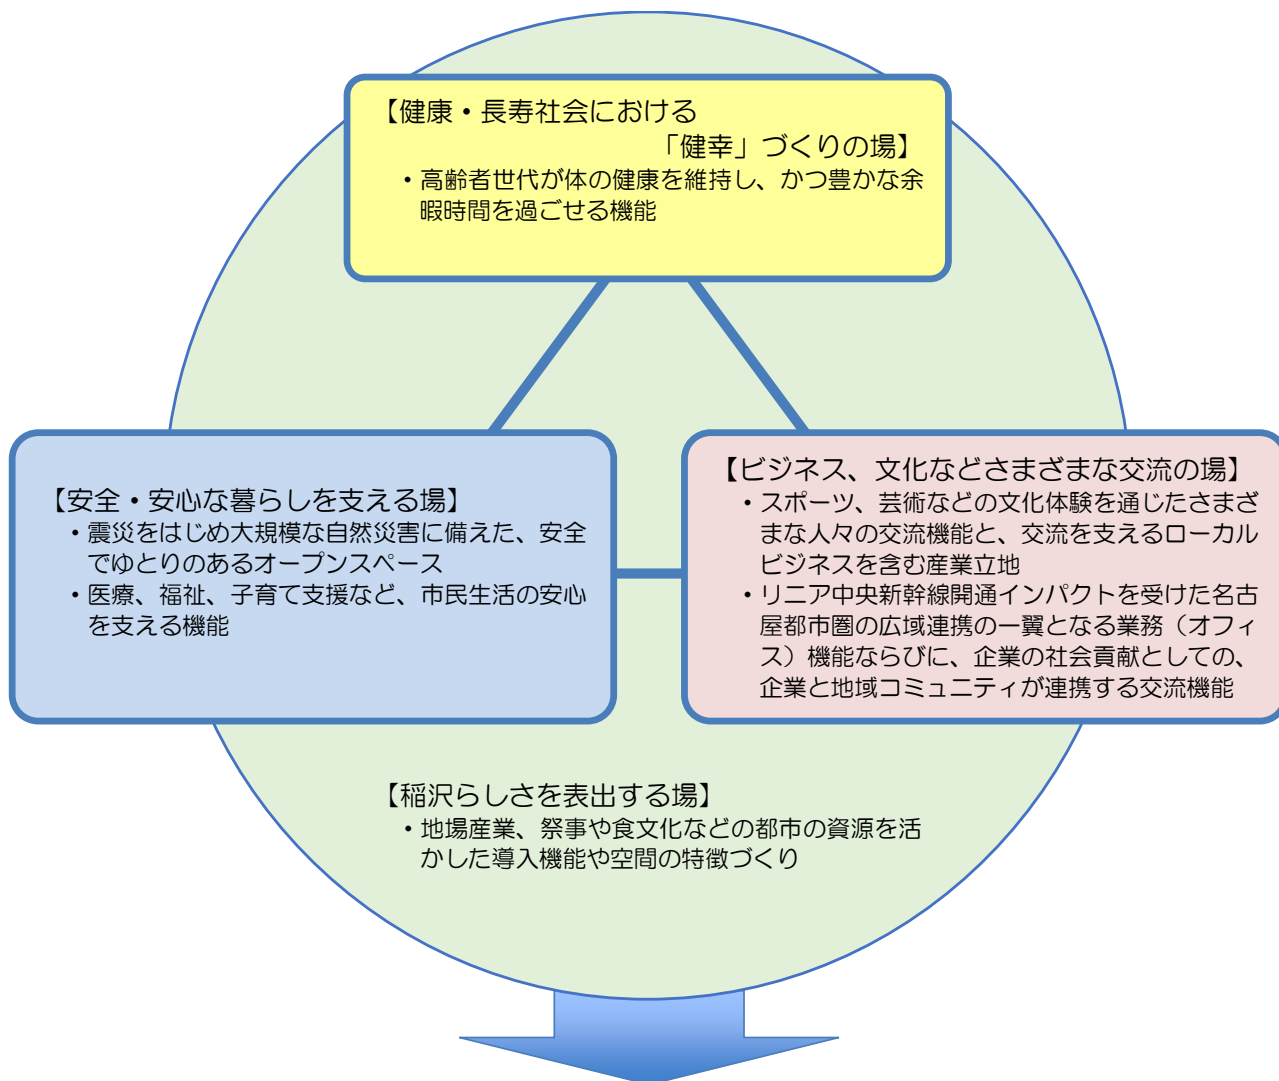 【健康・長寿社会における
「健幸」づくりの場】
・高齢者世代が体の健康を維持し、かつ豊かな余
暇時間を過ごせる機能
【安全・安心な暮らしを支える場】
・震災をはじめ大規模な自然災害に備えた、安全
でゆとりのあるオープンスペース
・医療、福祉、子育て支援など、市民生活の安心
を支える機能
【ビジネス、文化などさまざまな交流の場】
・スポーツ、芸術などの文化体験を通じたさまざ
まな人々の交流機能と、交流を支えるローカル
ビジネスを含む産業立地
・リニア中央新幹線開通インパクトを受けた名古
屋都市圏の広域連携の一翼となる業務（オフィ
ス）機能ならびに、企業の社会貢献としての、
企業と地域コミュニティが連携する交流機能
【稲沢らしさを表出する場】
・地場産業、祭事や食文化などの都市の資源を活
かした導入機能や空間の特徴づくり